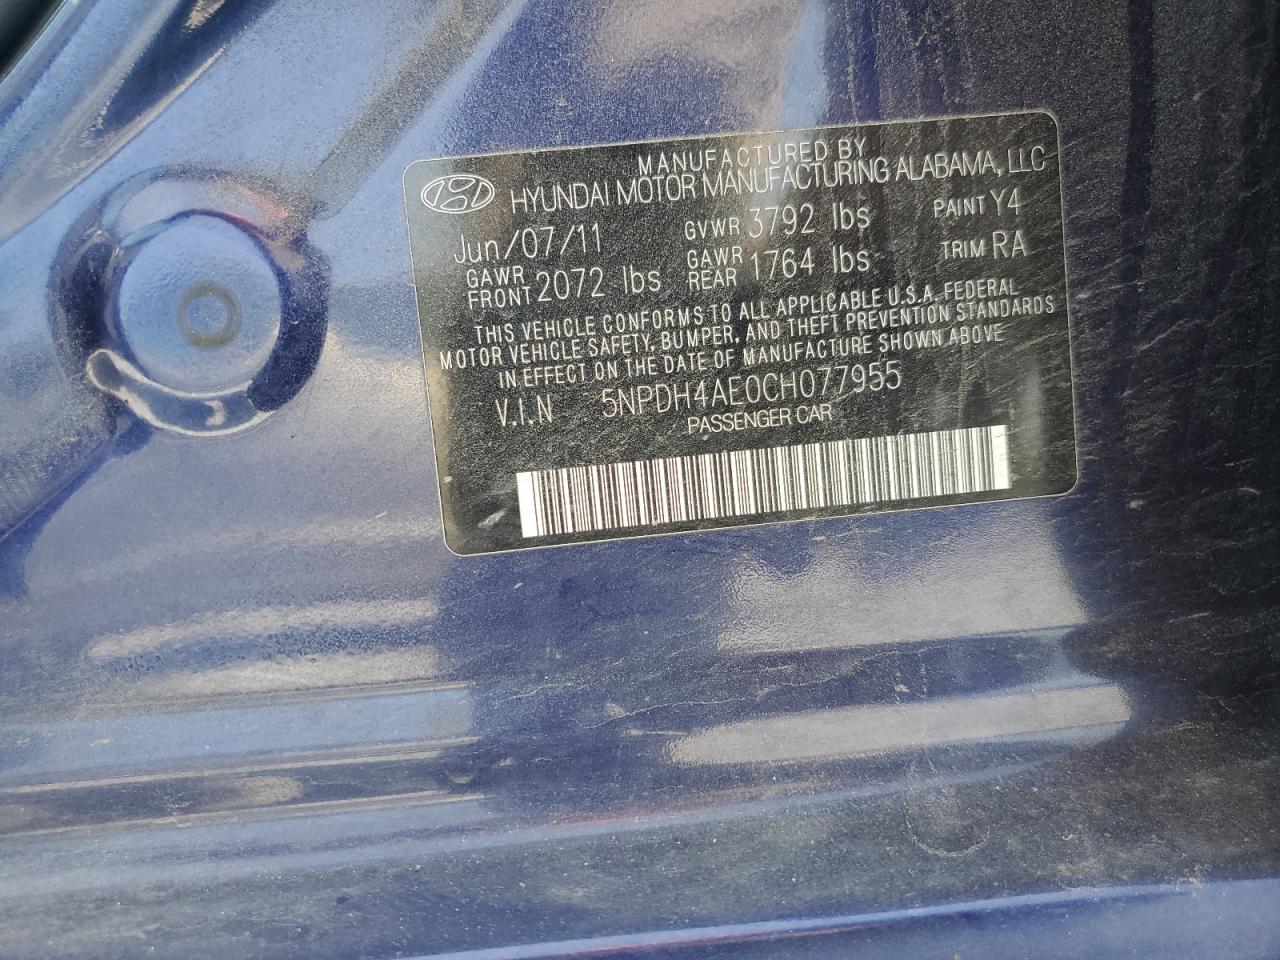 MANUFACTURED BY
HYUNDAI MOTOR MANUFACTURING ALABAMA, LLC
Jun/07/11 GVWR 3792 lbs PAINT Y4
GAWR FRONT 2072 lbs GAWR REAR 1764 lbs TRIM RA
THIS VEHICLE CONFORMS TO ALL APPLICABLE U.S.A. FEDERAL
MOTOR VEHICLE SAFETY, BUMPER, AND THEFT PREVENTION STANDARDS
IN EFFECT ON THE DATE OF MANUFACTURE SHOWN ABOVE
V.I.N 5NPDH4AE0CH077955
PASSENGER CAR